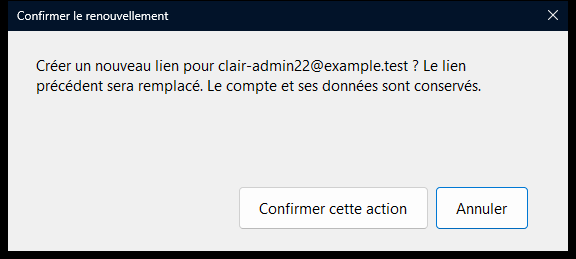 Confirmer le renouvellement
Créer un nouveau lien pour clair-admin22@example.test ? Le lien
précédent sera remplacé. Le compte et ses données sont conservés.
Confirmer cette action
Annuler